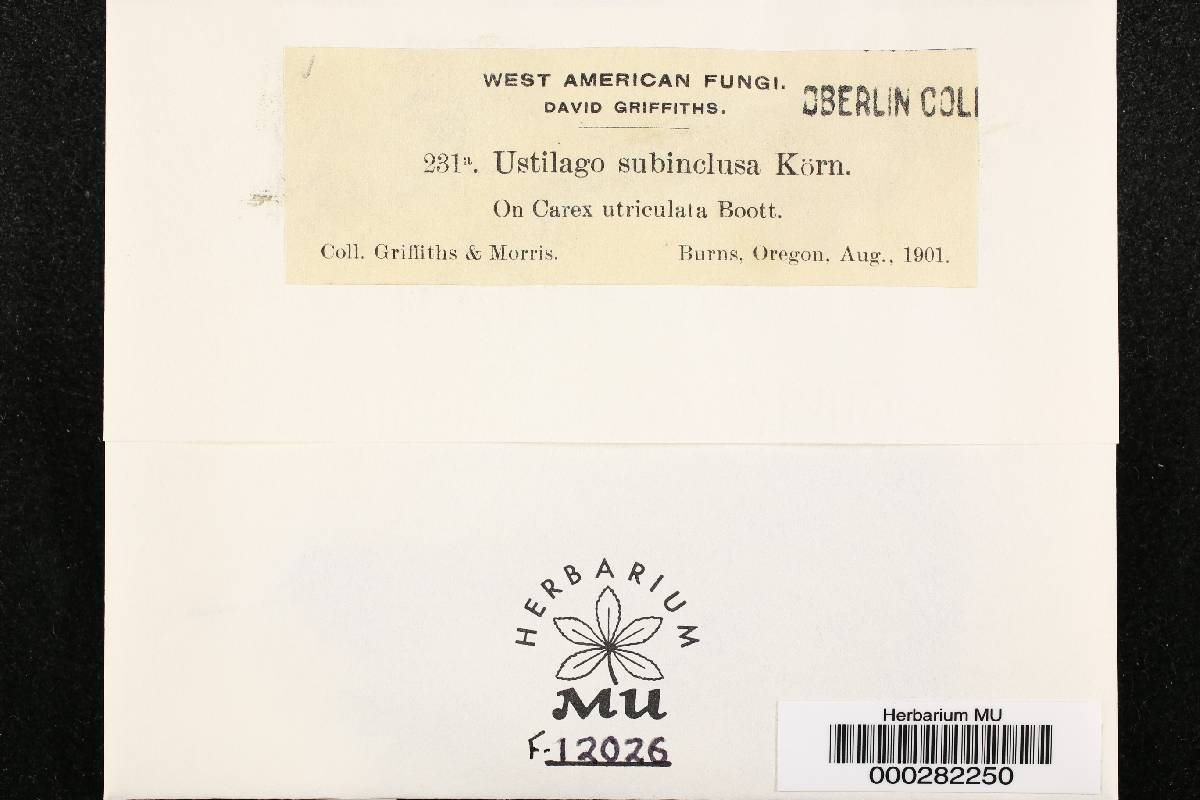 WEST AMERICAN FUNGI.
DAVID GRIFFITHS.
OBERLIN COLL
231ª. Ustilago subinclusa Körn.
On Carex utriculata Boott.
Coll. Griffiths & Morris. Burns, Oregon, Aug., 1901.
HERBARIUM
MU
F-12026
Herbarium MU
000282250